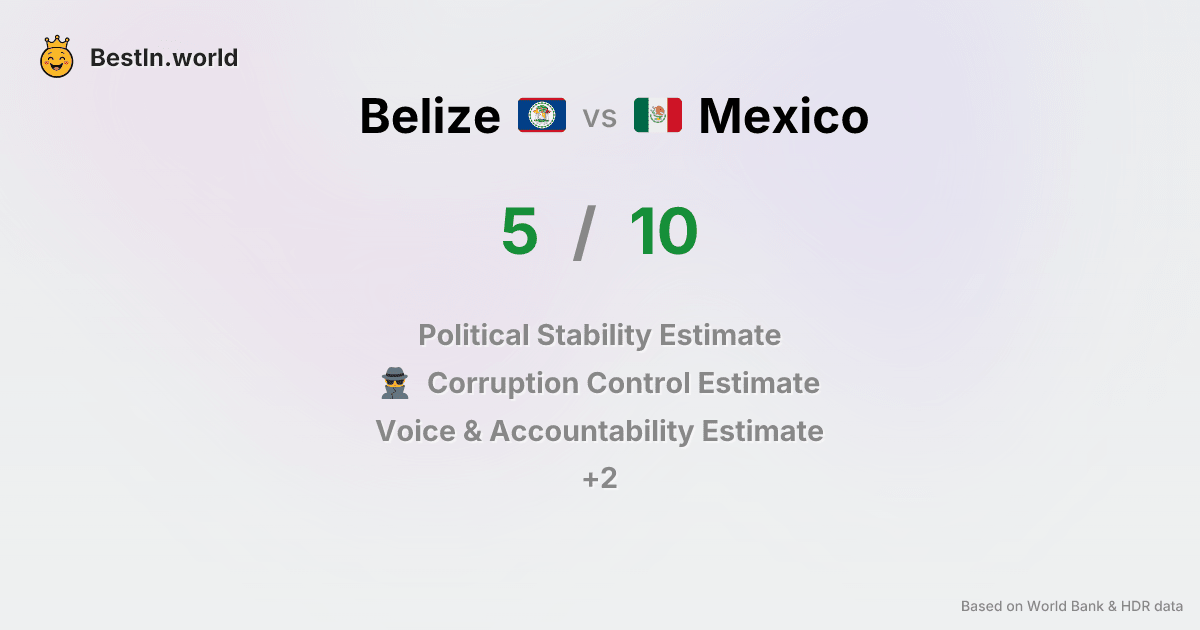 BestIn.world
Belize vs Mexico
5 / 10
Political Stability Estimate
Corruption Control Estimate
Voice & Accountability Estimate
+2
Based on World Bank & HDR data